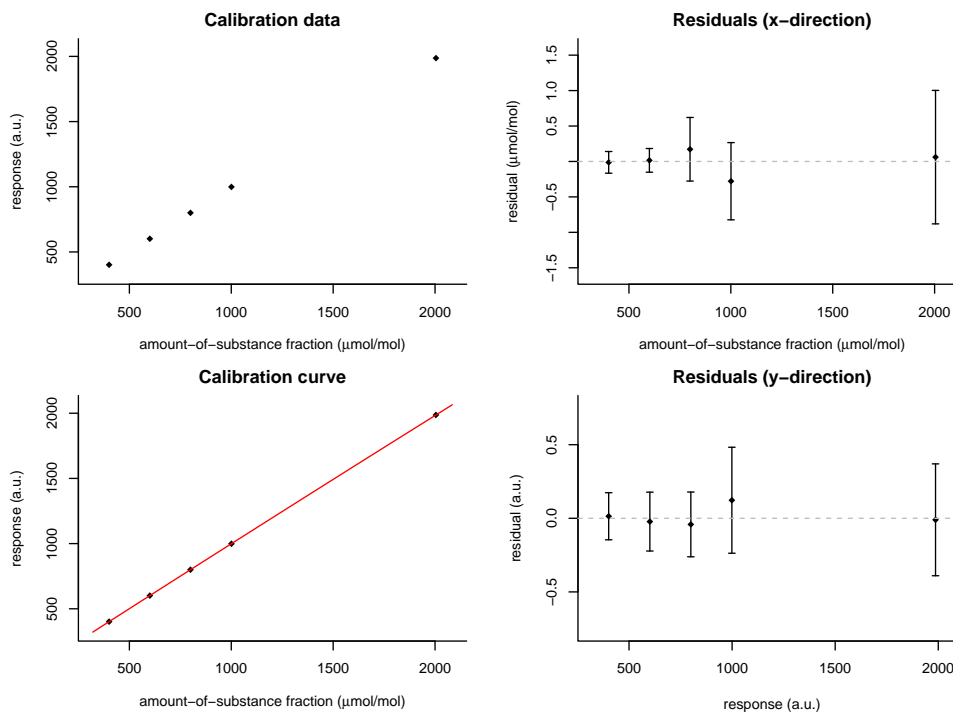 Calibration data
response (a.u.)
2000
1500
1000
500
500 1000 1500 2000
amount−of−substance fraction (μmol/mol)
Residuals (x−direction)
residual (μmol/mol)
1.5
1.0
0.5
−0.5
−1.5
500 1000 1500 2000
amount−of−substance fraction (μmol/mol)
Calibration curve
response (a.u.)
2000
1500
1000
500
500 1000 1500 2000
amount−of−substance fraction (μmol/mol)
Residuals (y−direction)
residual (a.u.)
0.5
0.0
−0.5
500 1000 1500 2000
response (a.u.)